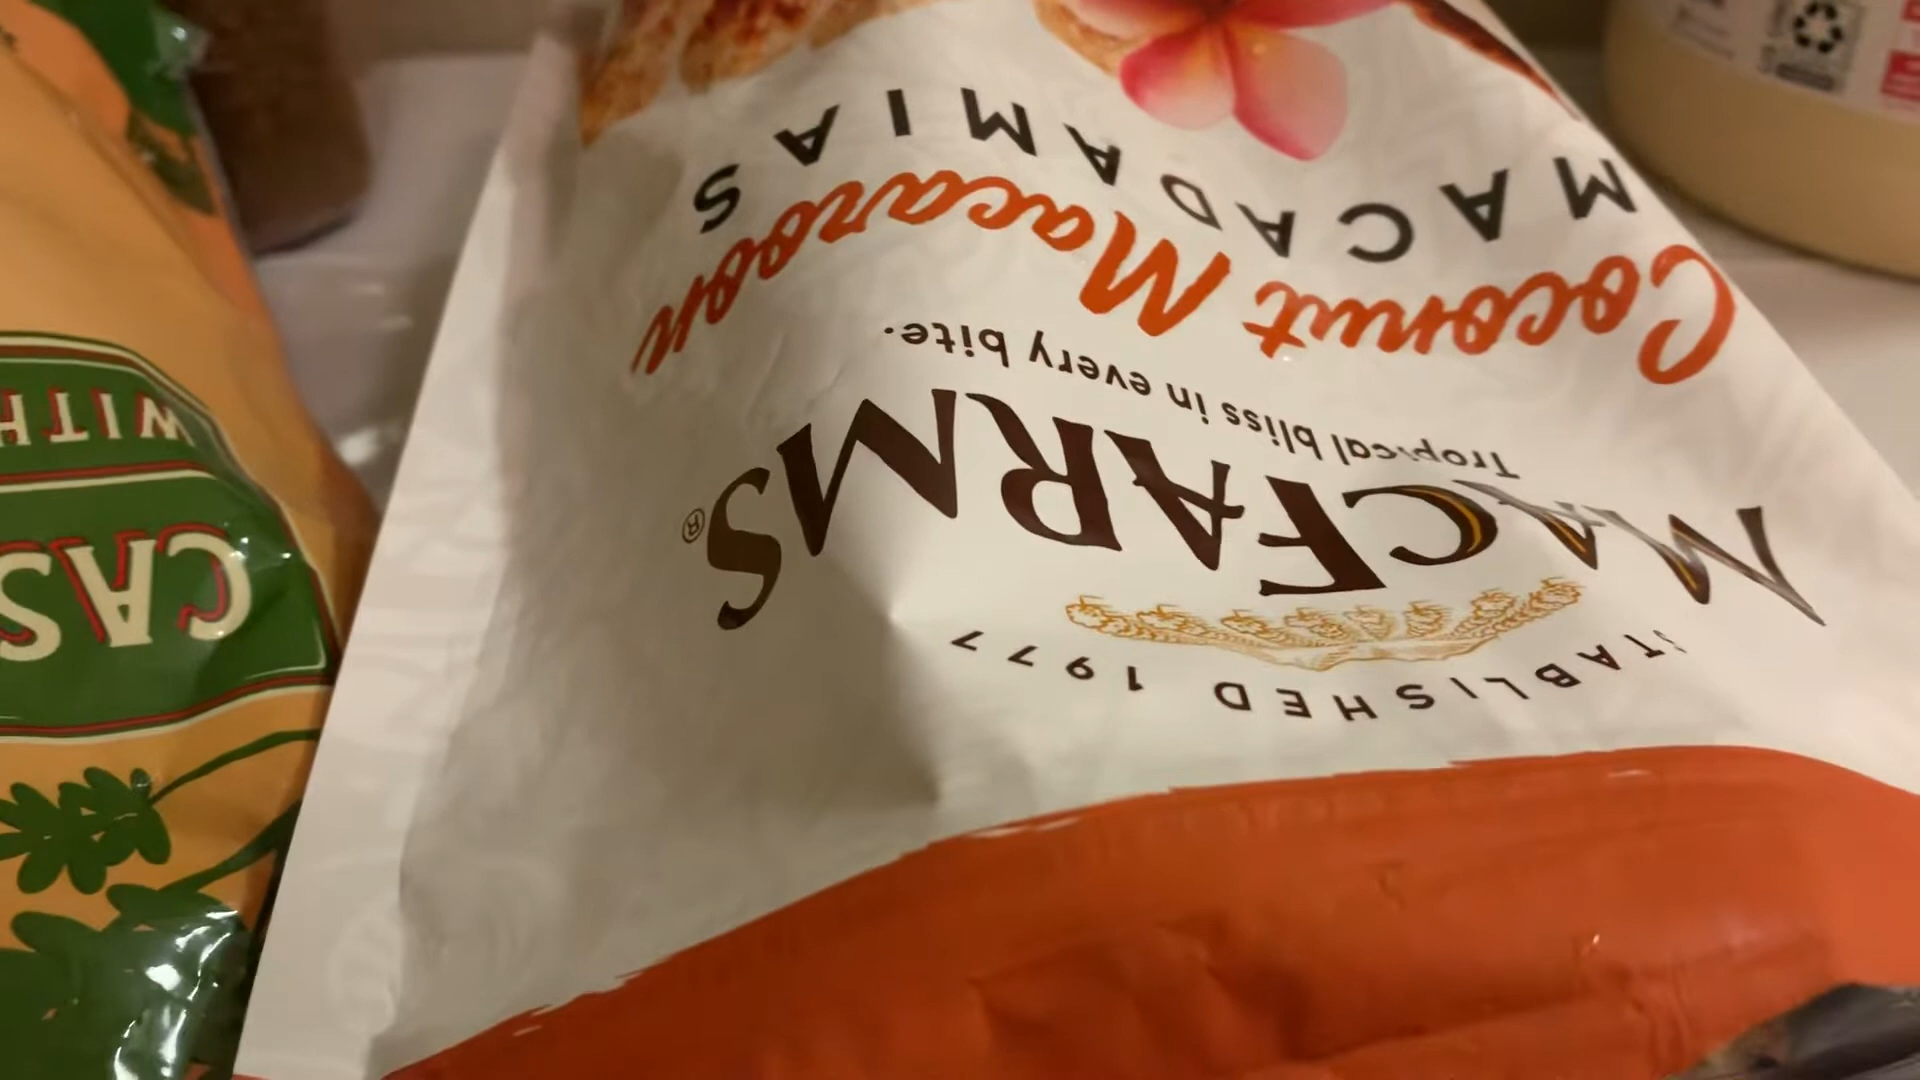 ESTABLISHED 1977
MACFARMS®
Tropical bliss in every bite.
Coconut Macaroon
MACADAMIAS
CAS
WITH